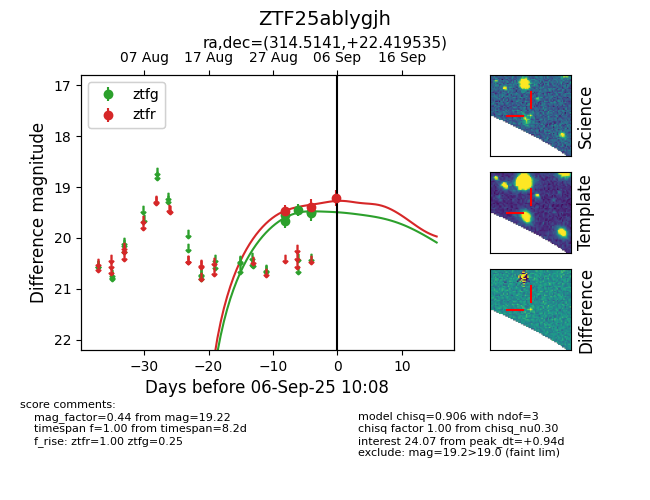 ZTF25ablygjh
ra,dec=(314.5141,+22.419535)
07 Aug 17 Aug 27 Aug 06 Sep 16 Sep
17
18
19
20
21
22
Difference magnitude
ztfg
ztfr
−30 −20 −10 0 10
Days before 06-Sep-25 10:08
Science
Template
Difference
score comments:
mag_factor=0.44 from mag=19.22
timespan f=1.00 from timespan=8.2d
f_rise: ztfr=1.00 ztfg=0.25
model chisq=0.906 with ndof=3
chisq factor 1.00 from chisq_nu0.30
interest 24.07 from peak_dt=+0.94d
exclude: mag=19.2>19.0 (faint lim)